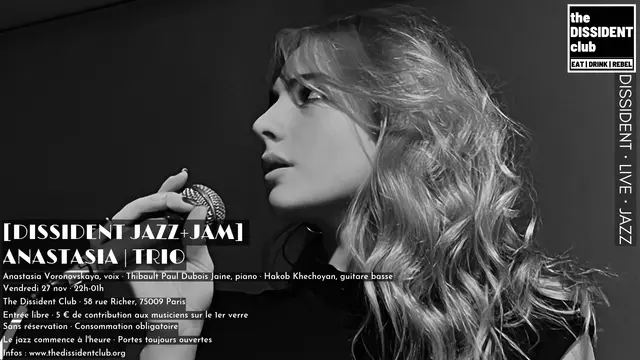 the
DISSIDENT
club
EAT | DRINK | REBEL
DISSIDENT · LIVE · JAZZ
[DISSIDENT JAZZ+JAM]
ANASTASIA | TRIO
Anastasia Voronovskaya, voix · Thibault Paul Dubois Jaine, piano · Hakob Khechoyan, guitare basse
Vendredi 27 nov · 22h-01h
The Dissident Club · 58 rue Richer, 75009 Paris
Entrée libre · 5 € de contribution aux musiciens sur le 1er verre
Sans réservation · Consommation obligatoire
Le jazz commence à l'heure · Portes toujours ouvertes
Infos : www.thedissidentclub.org